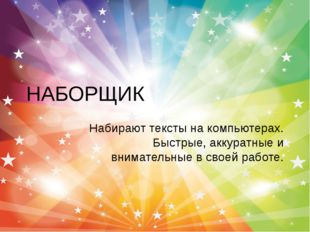 НАБОРЩИК
Набирают тексты на компьютерах.
Быстрые, аккуратные и
внимательные в своей работе.